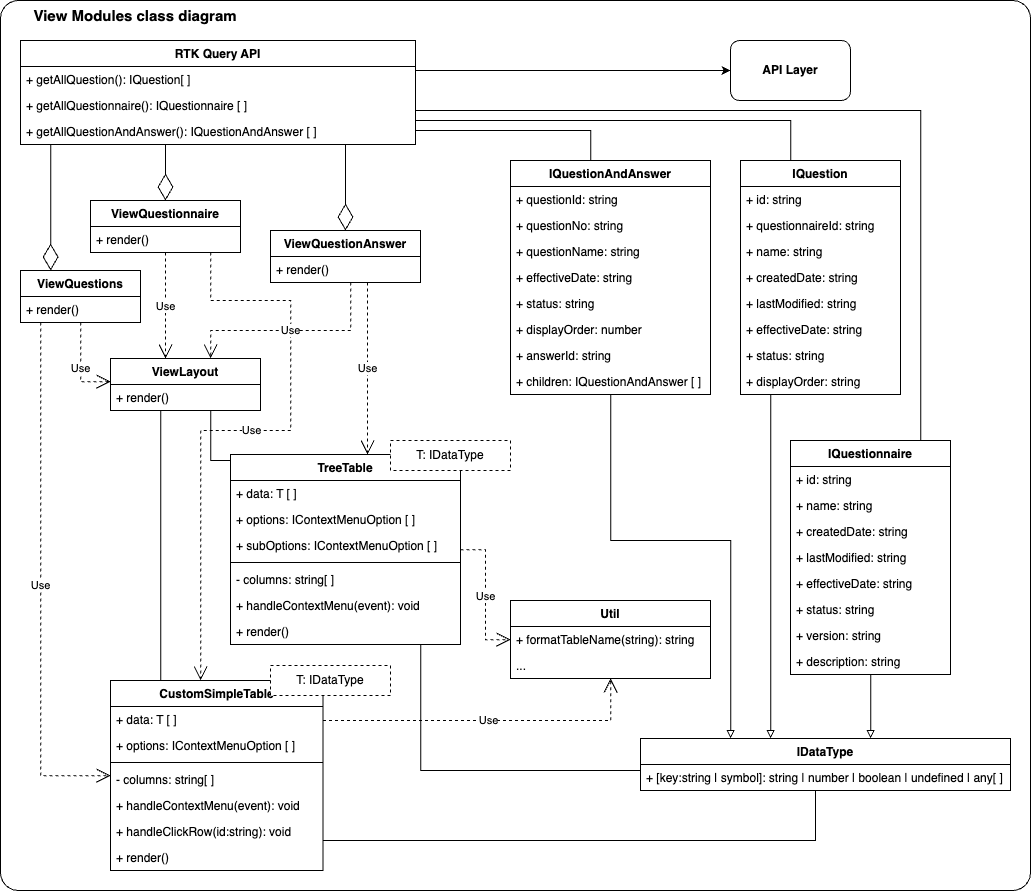 View Modules class diagram
RTK Query API
+ getAllQuestion(): IQuestion[ ]
+ getAllQuestionnaire(): IQuestionnaire [ ]
+ getAllQuestionAndAnswer(): IQuestionAndAnswer [ ]
API Layer
ViewQuestionnaire
+ render()
ViewQuestionAnswer
+ render()
ViewQuestions
+ render()
IQuestionAndAnswer
+ questionId: string
+ questionNo: string
+ questionName: string
+ effectiveDate: string
+ status: string
+ displayOrder: number
+ answerId: string
+ children: IQuestionAndAnswer [ ]
IQuestion
+ id: string
+ questionnaireId: string
+ name: string
+ createdDate: string
+ lastModified: string
+ effectiveDate: string
+ status: string
+ displayOrder: string
Use
Use
Use
Use
ViewLayout
+ render()
Use
T: IDataType
TreeTable
+ data: T [ ]
+ options: IContextMenuOption [ ]
+ subOptions: IContextMenuOption [ ]
- columns: string[ ]
+ handleContextMenu(event): void
+ render()
IQuestionnaire
+ id: string
+ name: string
+ createdDate: string
+ lastModified: string
+ effectiveDate: string
+ status: string
+ version: string
+ description: string
Use
Use
Util
+ formatTableName(string): string
...
T: IDataType
CustomSimpleTable
+ data: T [ ]
+ options: IContextMenuOption [ ]
- columns: string[ ]
+ handleContextMenu(event): void
+ handleClickRow(id:string): void
+ render()
Use
IDataType
+ [key:string | symbol]: string | number | boolean | undefined | any[ ]